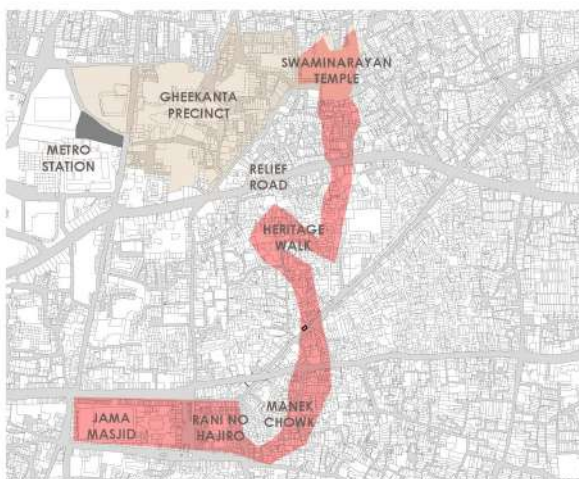 SWAMINARAYAN
TEMPLE
GHEEKANTA
PRECINCT
METRO
STATION
RELIEF
ROAD
HERITAGE
WALK
JAMA
MASJID
RANI NO
HAJIRO
MANEK
CHOWK